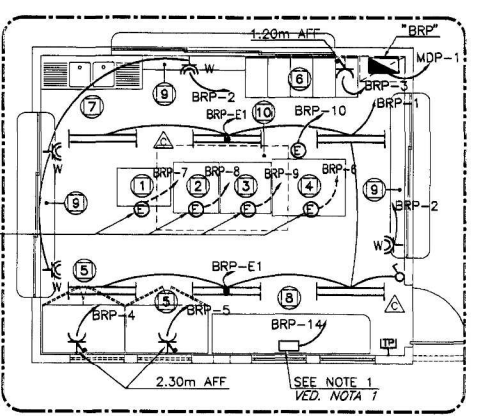 1.20m AFF
"BRP"
MDP-1
W
BRP-2
9
6
BRP-3
7
BRP-E1
10
BRP-10
BRP-1
C
E
W
BRP-7
BRP-8
BRP-9
BRP-6
1
2
3
4
9
9
BRP-2
E
E
E
E
W
5
W
BRP-E1
8
C
5
BRP-4
BRP-5
BRP-14
TP
2.30m AFF
SEE NOTE 1
VED. NOTA 1